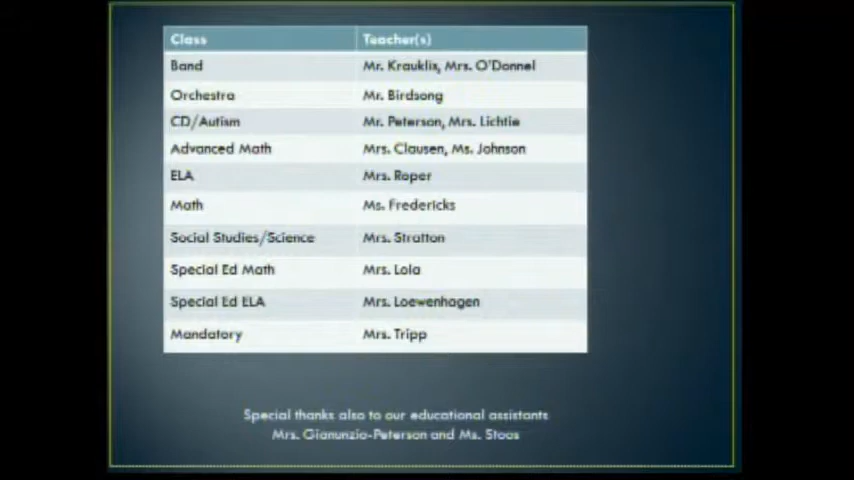 Class Teacher(s)
Band Mr. Krauklis, Mrs. O'Donnel
Orchestra Mr. Birdsong
CD/Autism Mr. Peterson, Mrs. Lichtie
Advanced Math Mrs. Clausen, Ms. Johnson
ELA Mrs. Roper
Math Ms. Fredericks
Social Studies/Science Mrs. Stratton
Special Ed Math Mrs. Lola
Special Ed ELA Mrs. Loewenhagen
Mandatory Mrs. Tripp
Special thanks also to our educational assistants
Mrs. Gianunzio-Peterson and Ms. Stoos